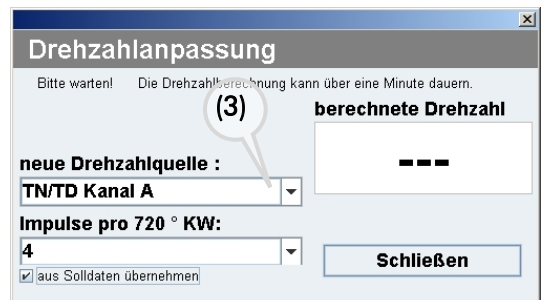 Drehzahlanpassung
Bitte warten! Die Drehzahlberechnung kann über eine Minute dauern.
(3)
berechnete Drehzahl
---
neue Drehzahlquelle :
TN/TD Kanal A
Impulse pro 720 ° KW:
4
aus Solldaten übernehmen
Schließen